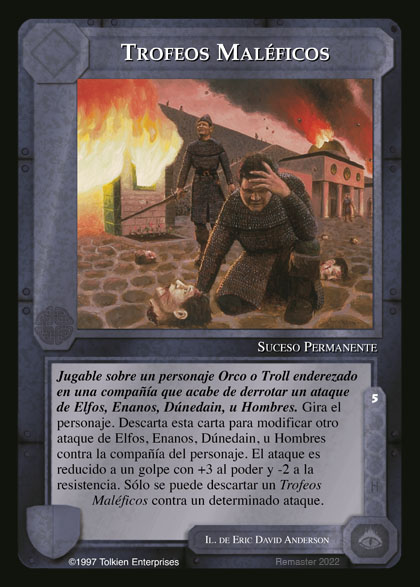 Trofeos Maléficos
Suceso Permanente
Jugable sobre un personaje Orco o Troll enderezado
en una compañía que acabe de derrotar un ataque
de Elfos, Enanos, Dúnedain, u Hombres. Gira el
personaje. Descarta esta carta para modificar otro
ataque de Elfos, Enanos, Dúnedain, u Hombres
contra la compañía del personaje. El ataque es
reducido a un golpe con +3 al poder y -2 a la
resistencia. Sólo se puede descartar un Trofeos
Maléficos contra un determinado ataque.
5
Il. de Eric David Anderson
©1997 Tolkien Enterprises
Remaster 2022